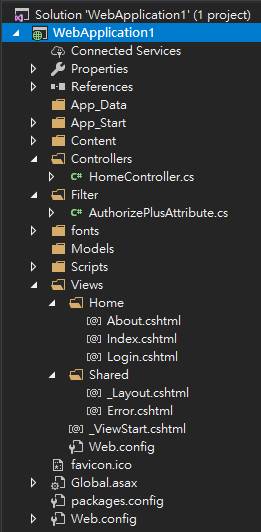 Solution 'WebApplication1' (1 project)
WebApplication1
Connected Services
Properties
References
App_Data
App_Start
Content
Controllers
C# HomeController.cs
Filter
C# AuthorizePlusAttribute.cs
fonts
Models
Scripts
Views
Home
[@] About.cshtml
[@] Index.cshtml
[@] Login.cshtml
Shared
[@] _Layout.cshtml
[@] Error.cshtml
[@] _ViewStart.cshtml
Web.config
favicon.ico
Global.asax
packages.config
Web.config